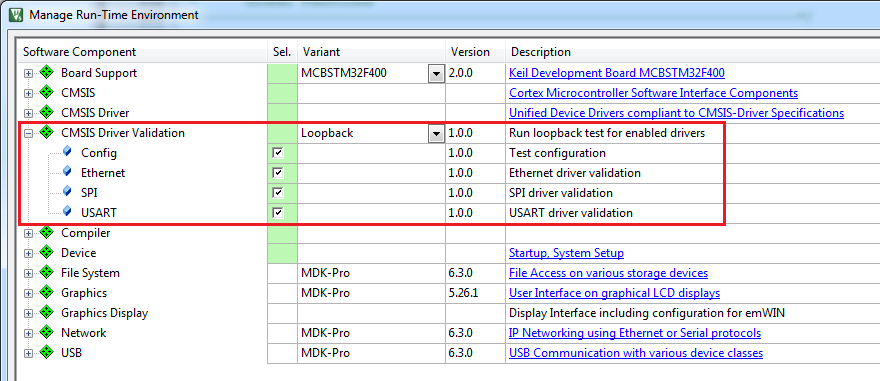 Manage Run-Time Environment
Software Component Sel. Variant Version Description
Board Support MCBSTM32F400 2.0.0 Keil Development Board MCBSTM32F400
CMSIS Cortex Microcontroller Software Interface Components
CMSIS Driver Unified Device Drivers compliant to CMSIS-Driver Specifications
CMSIS Driver Validation Loopback 1.0.0 Run loopback test for enabled drivers
Config 1.0.0 Test configuration
Ethernet 1.0.0 Ethernet driver validation
SPI 1.0.0 SPI driver validation
USART 1.0.0 USART driver validation
Compiler
Device Startup, System Setup
File System MDK-Pro 6.3.0 File Access on various storage devices
Graphics MDK-Pro 5.26.1 User Interface on graphical LCD displays
Graphics Display Display Interface including configuration for emWIN
Network MDK-Pro 6.3.0 IP Networking using Ethernet or Serial protocols
USB MDK-Pro 6.3.0 USB Communication with various device classes